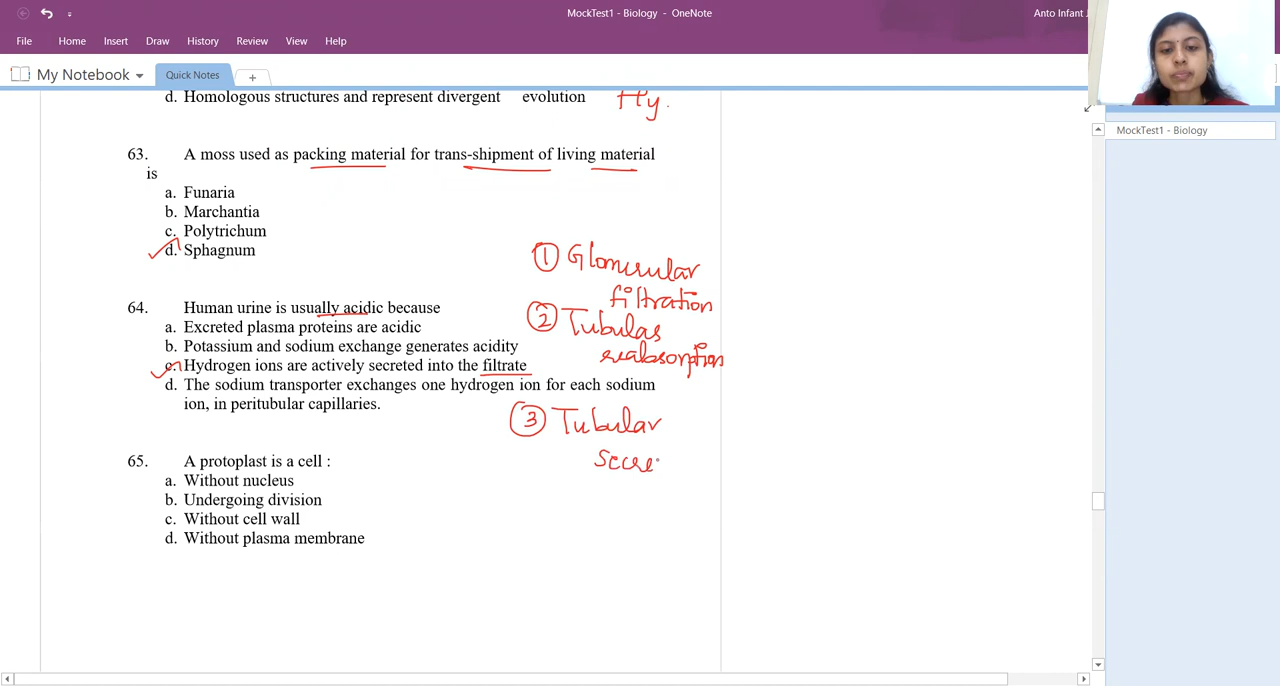 MockTest1 - Biology - OneNote
Anto Infant J
File Home Insert Draw History Review View Help
My Notebook
Quick Notes
+
MockTest1 - Biology
d. Homologous structures and represent divergent evolution
Fly.
63. A moss used as packing material for trans-shipment of living material
is
a. Funaria
b. Marchantia
c. Polytrichum
d. Sphagnum
① Glomerular
filtration
64. Human urine is usually acidic because
a. Excreted plasma proteins are acidic
b. Potassium and sodium exchange generates acidity
c. Hydrogen ions are actively secreted into the filtrate
d. The sodium transporter exchanges one hydrogen ion for each sodium
ion, in peritubular capillaries.
② Tubular
reabsorption
③ Tubular
Secre
65. A protoplast is a cell :
a. Without nucleus
b. Undergoing division
c. Without cell wall
d. Without plasma membrane